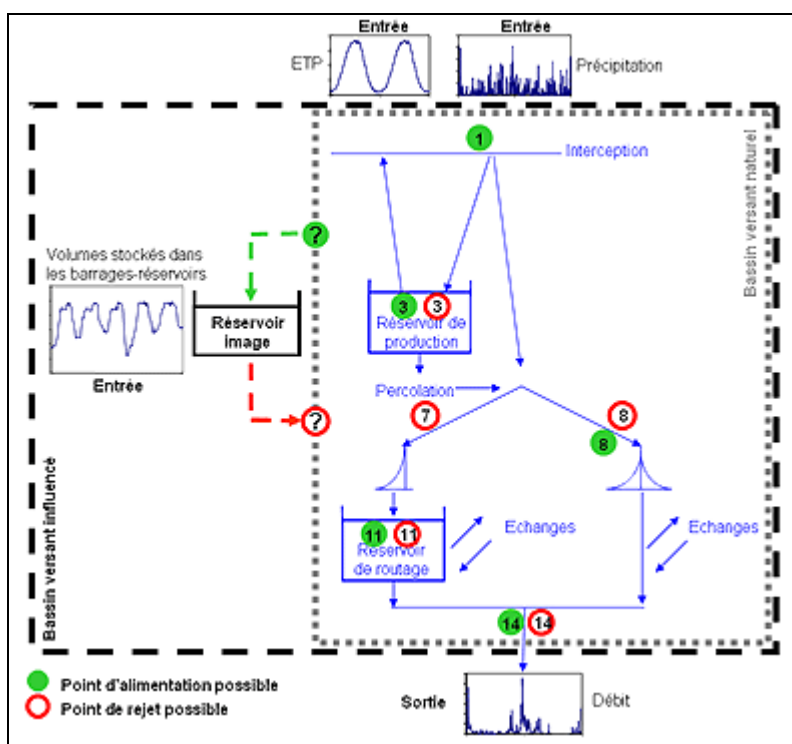 Entrée
Entrée
ETP
Précipitation
1
Interception
Bassin versant naturel
?
Volumes stockés dans
les barrages-réservoirs
Réservoir
image
Entrée
3
3
Réservoir de
production
Percolation
?
7
8
8
11
11
Réservoir
de routage
Echanges
Echanges
Bassin versant influencé
14
14
Point d'alimentation possible
Point de rejet possible
Sortie
Débit